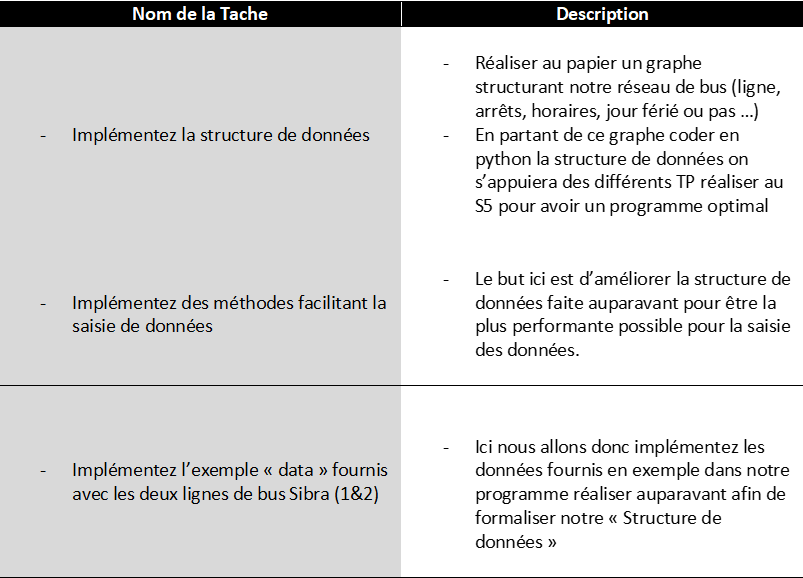 Nom de la Tache
Description
- Implémentez la structure de données
- Réaliser au papier un graphe
structurant notre réseau de bus (ligne,
arrêts, horaires, jour férié ou pas ...)
- En partant de ce graphe coder en
python la structure de données on
s’appuiera des différents TP réaliser au
S5 pour avoir un programme optimal
- Implémentez des méthodes facilitant la
saisie de données
- Le but ici est d’améliorer la structure de
données faite auparavant pour être la
plus performante possible pour la saisie
des données.
- Implémentez l’exemple « data » fournis
avec les deux lignes de bus Sibra (1&2)
- Ici nous allons donc implémentez les
données fournis en exemple dans notre
programme réaliser auparavant afin de
formaliser notre « Structure de
données »